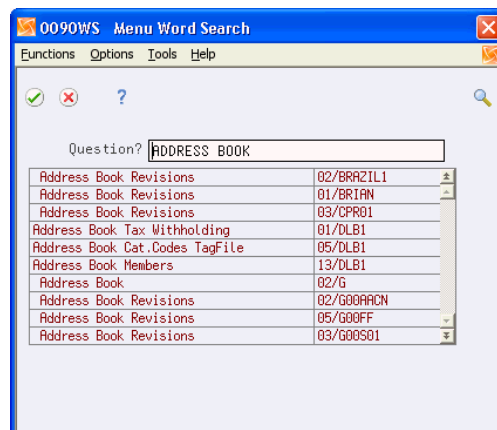 0090WS Menu Word Search
Functions Options Tools Help
?
Question? ADDRESS BOOK
Address Book Revisions 02/BRAZIL1
Address Book Revisions 01/BRIAN
Address Book Revisions 03/CPR01
Address Book Tax Withholding 01/DLB1
Address Book Cat.Codes TagFile 05/DLB1
Address Book Members 13/DLB1
Address Book 02/G
Address Book Revisions 02/G00AACN
Address Book Revisions 05/G00FF
Address Book Revisions 03/G00S01